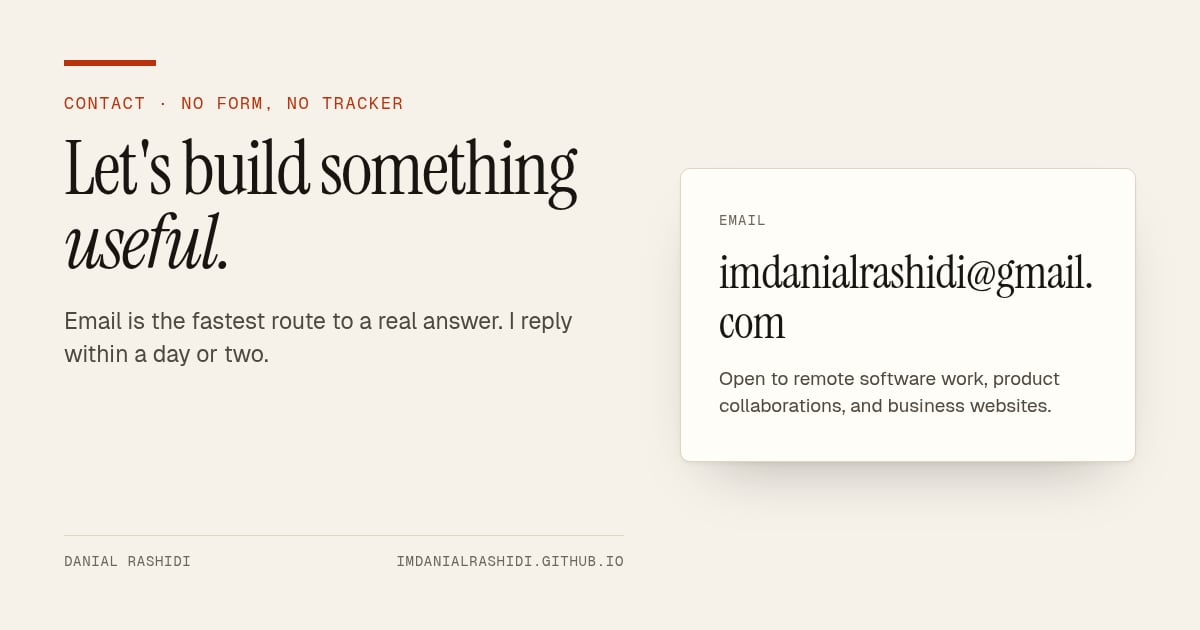 CONTACT · NO FORM, NO TRACKER
Let's build something
useful.
Email is the fastest route to a real answer. I reply
within a day or two.
EMAIL
imdanialrashidi@gmail.
com
Open to remote software work, product
collaborations, and business websites.
DANIAL RASHIDI
IMDANIALRASHIDI.GITHUB.IO